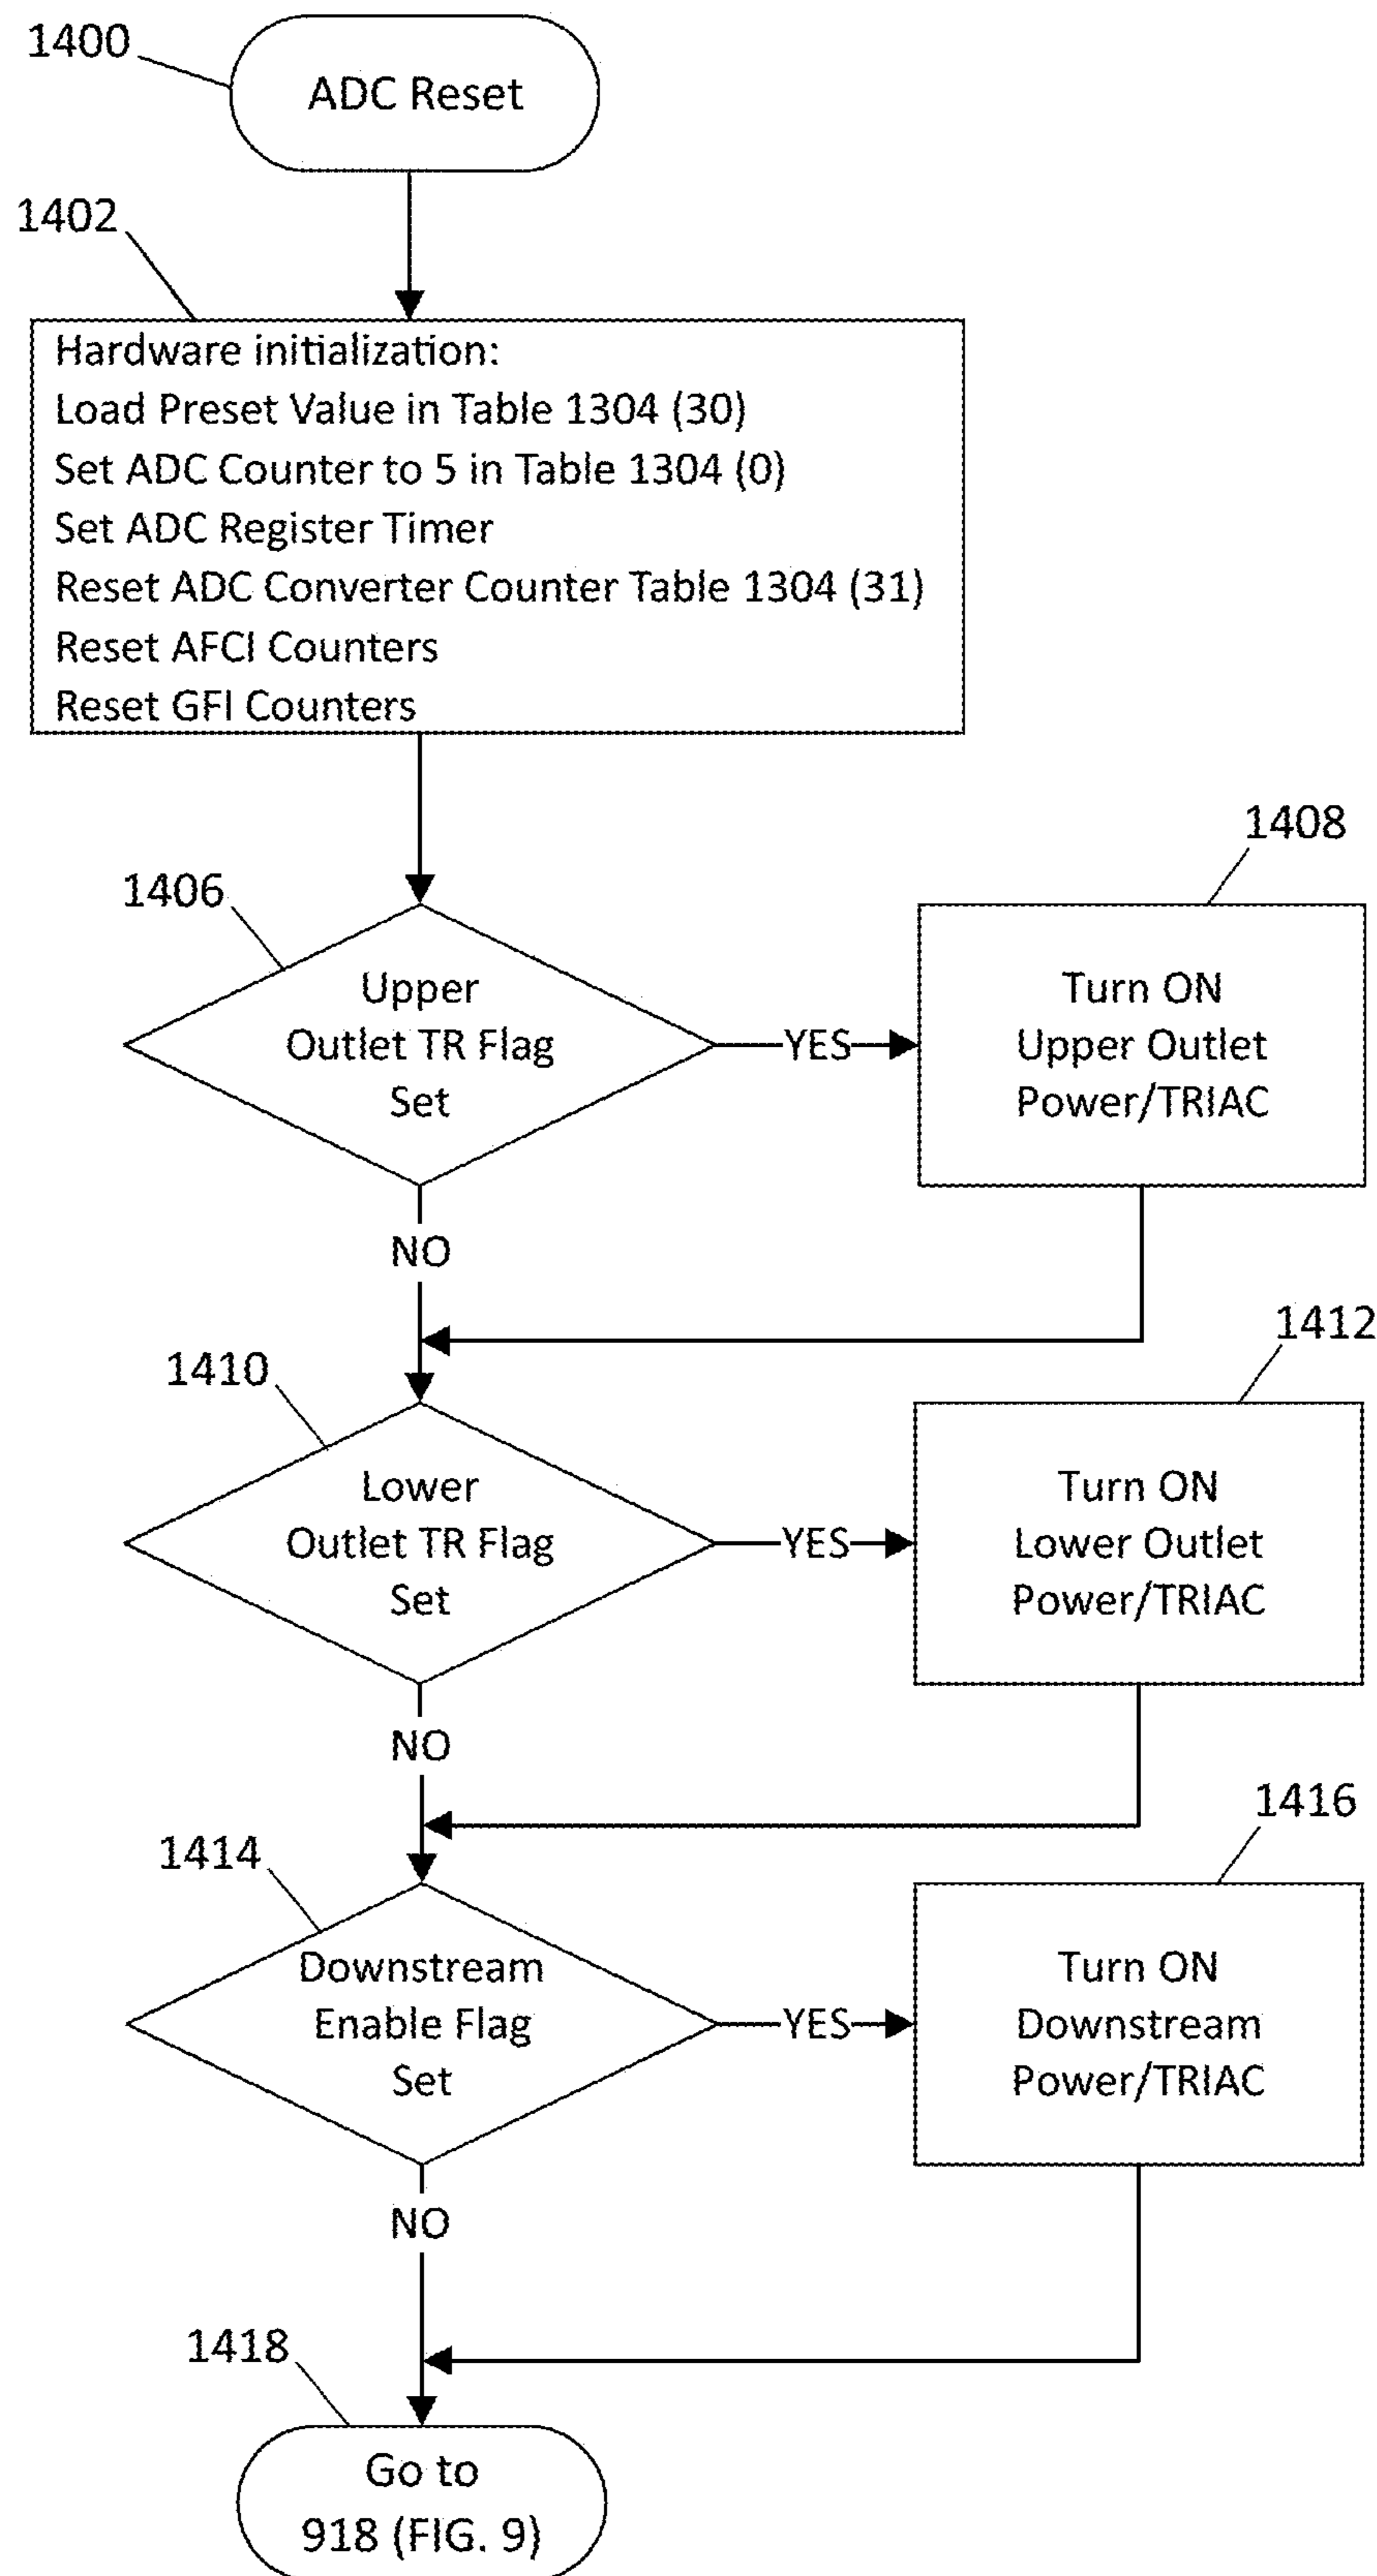 1400
ADC Reset
1402
Hardware initialization:
Load Preset Value in Table 1304 (30)
Set ADC Counter to 5 in Table 1304 (0)
Set ADC Register Timer
Reset ADC Converter Counter Table 1304 (31)
Reset AFCI Counters
Reset GFI Counters
1406
Upper
Outlet TR Flag
Set
YES
1408
Turn ON
Upper Outlet
Power/TRIAC
NO
1410
Lower
Outlet TR Flag
Set
YES
1412
Turn ON
Lower Outlet
Power/TRIAC
NO
1414
Downstream
Enable Flag
Set
YES
1416
Turn ON
Downstream
Power/TRIAC
NO
1418
Go to
918 (FIG. 9)